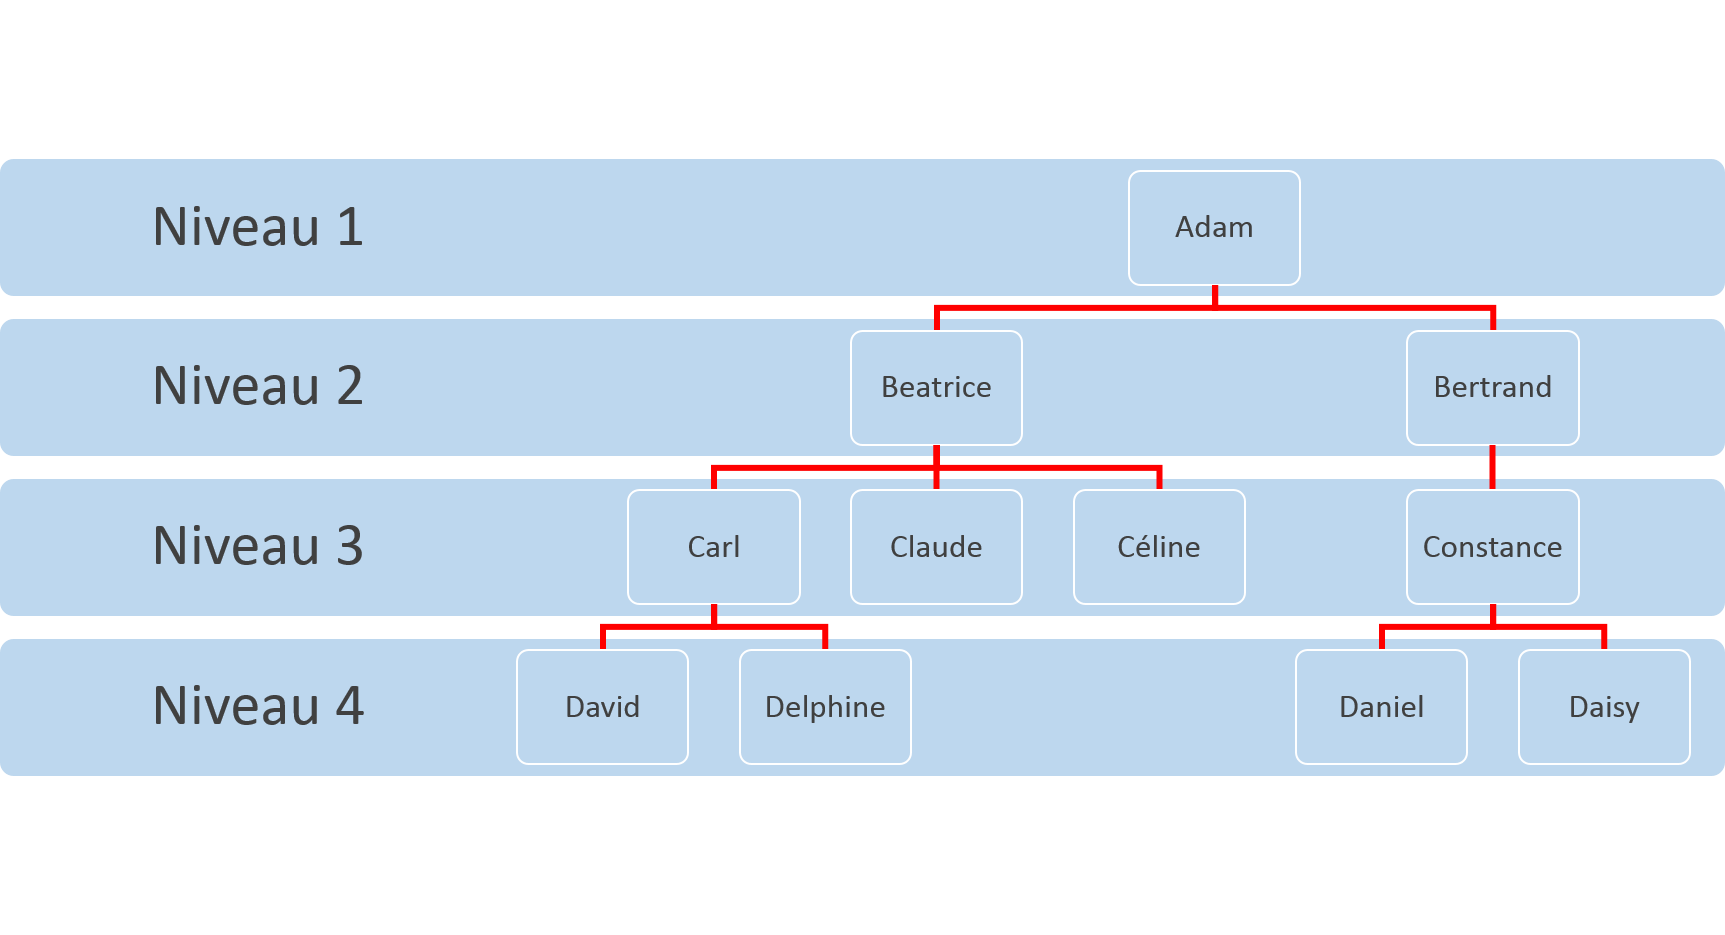 Niveau 1
Adam
Niveau 2
Beatrice
Bertrand
Niveau 3
Carl
Claude
Céline
Constance
Niveau 4
David
Delphine
Daniel
Daisy